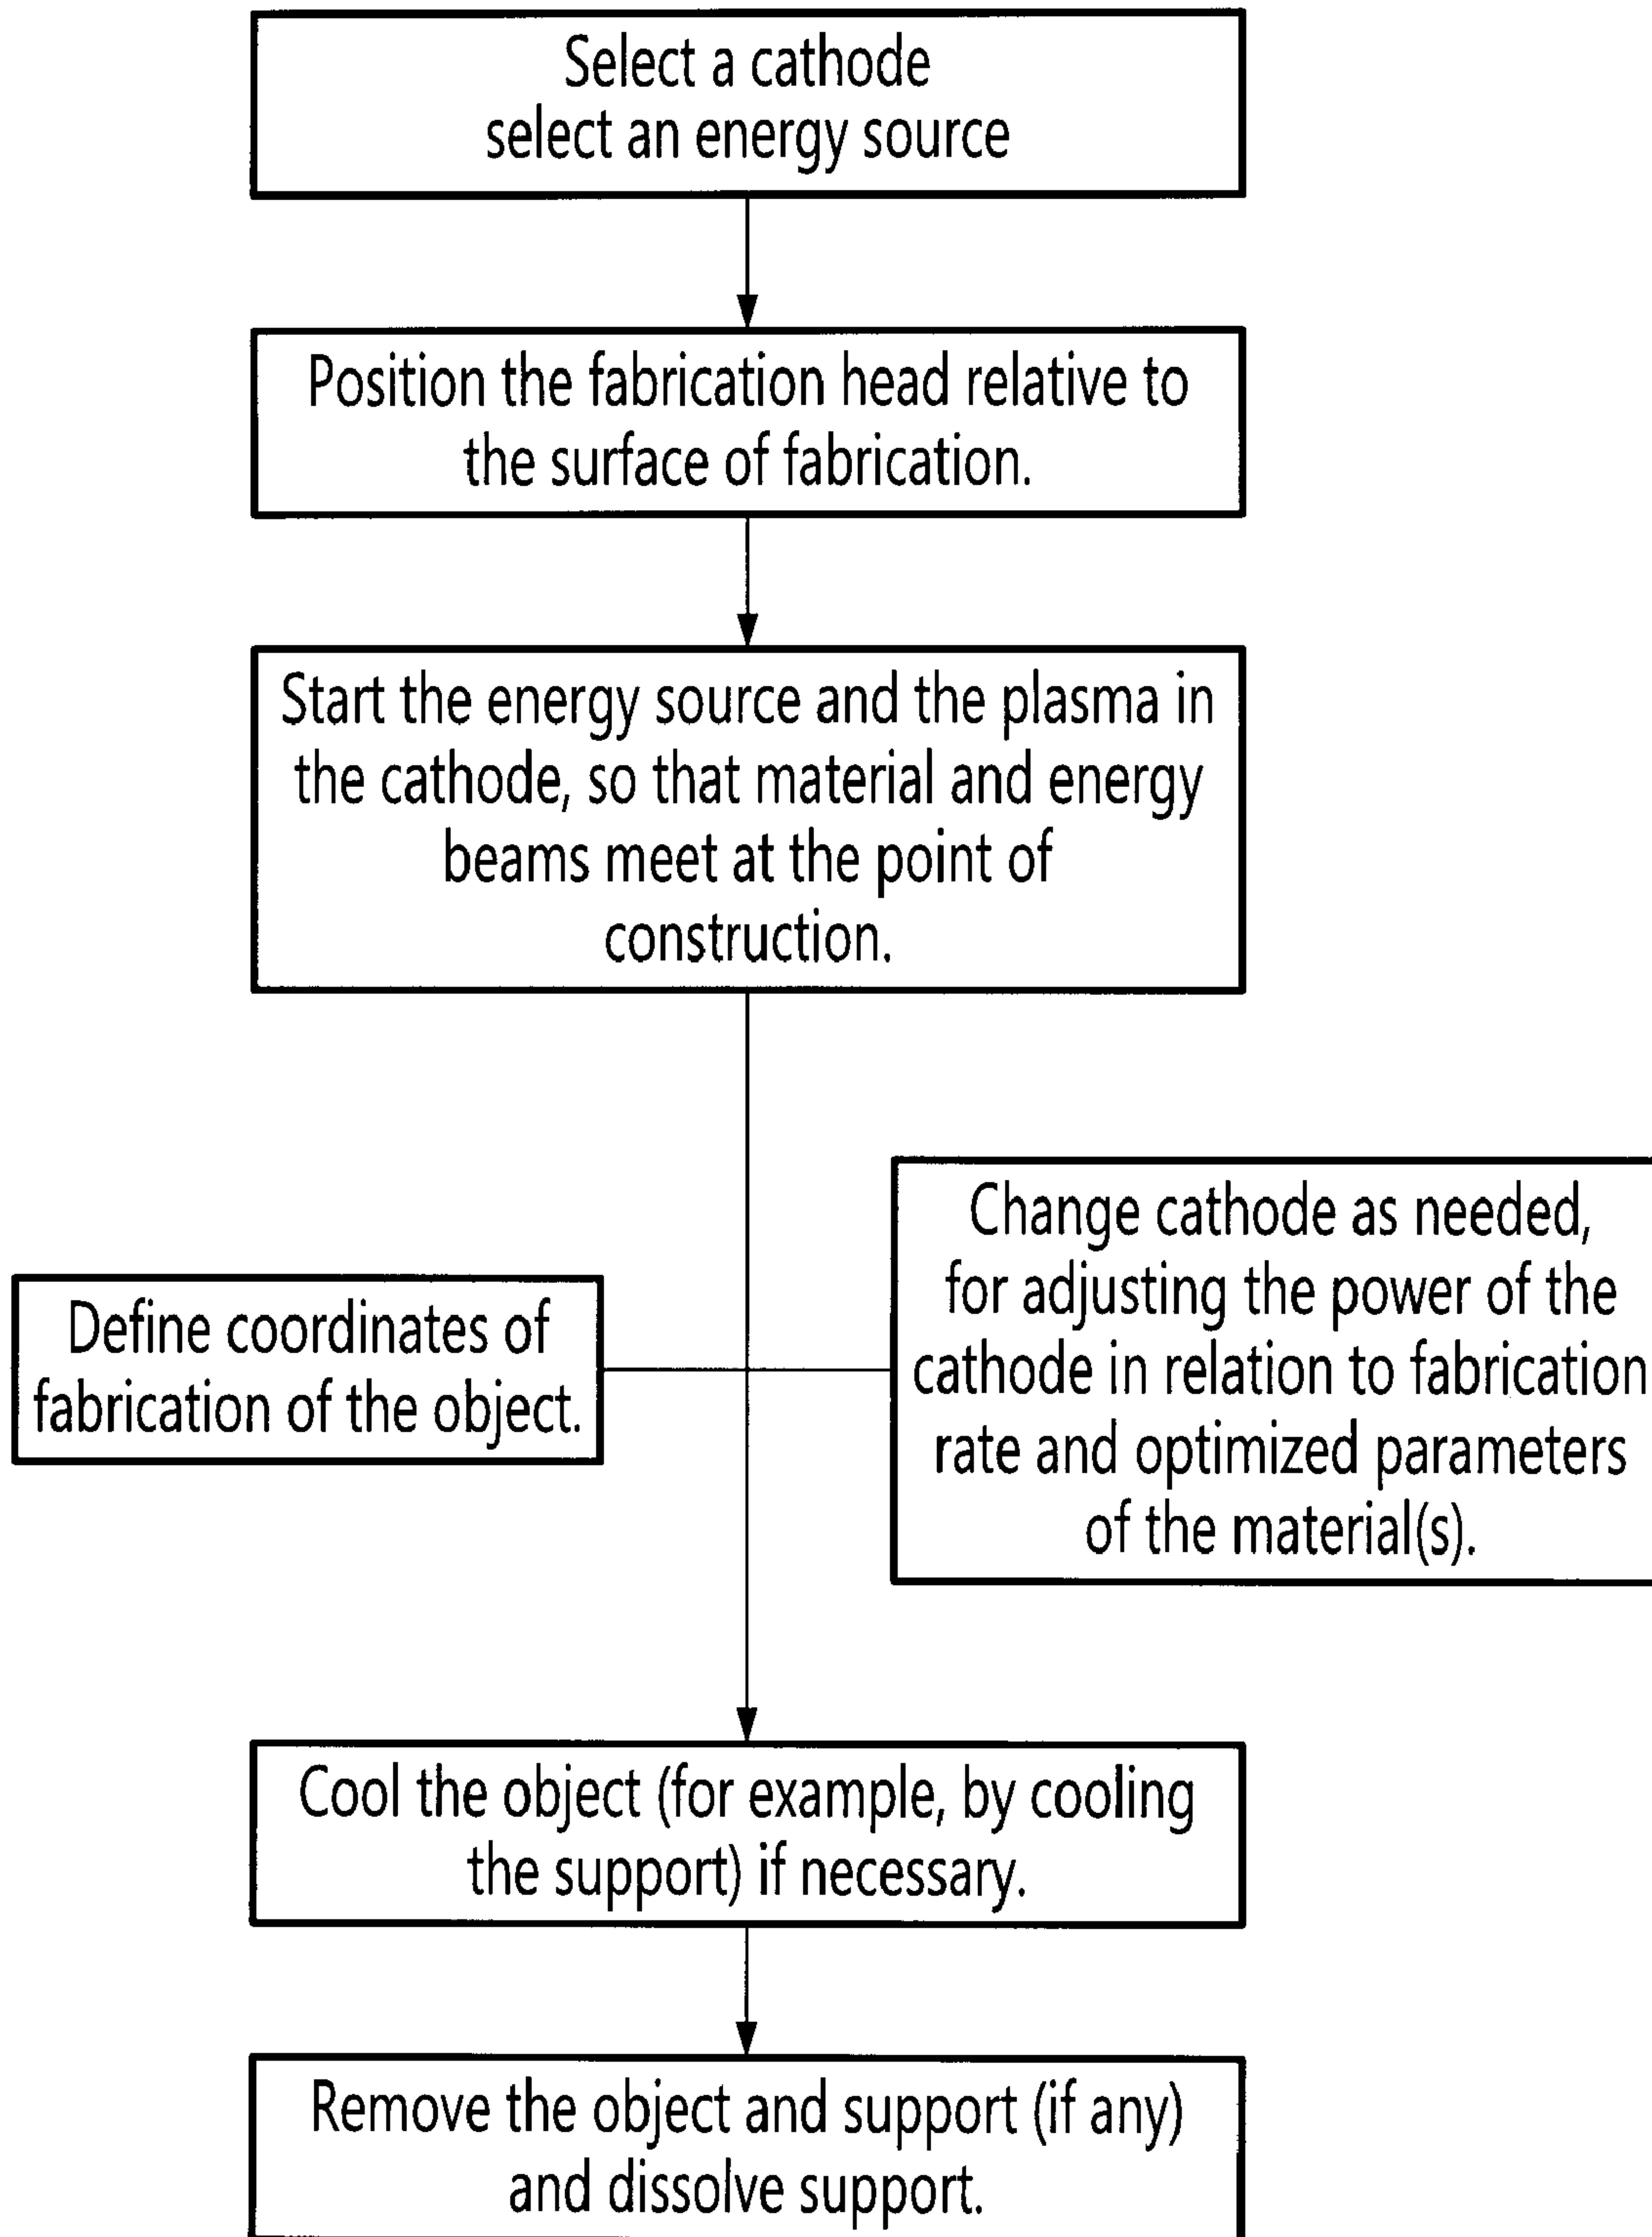 Select a cathode
select an energy source
Position the fabrication head relative to
the surface of fabrication.
Start the energy source and the plasma in
the cathode, so that material and energy
beams meet at the point of
construction.
Define coordinates of
fabrication of the object.
Change cathode as needed,
for adjusting the power of the
cathode in relation to fabrication
rate and optimized parameters
of the material(s).
Cool the object (for example, by cooling
the support) if necessary.
Remove the object and support (if any)
and dissolve support.